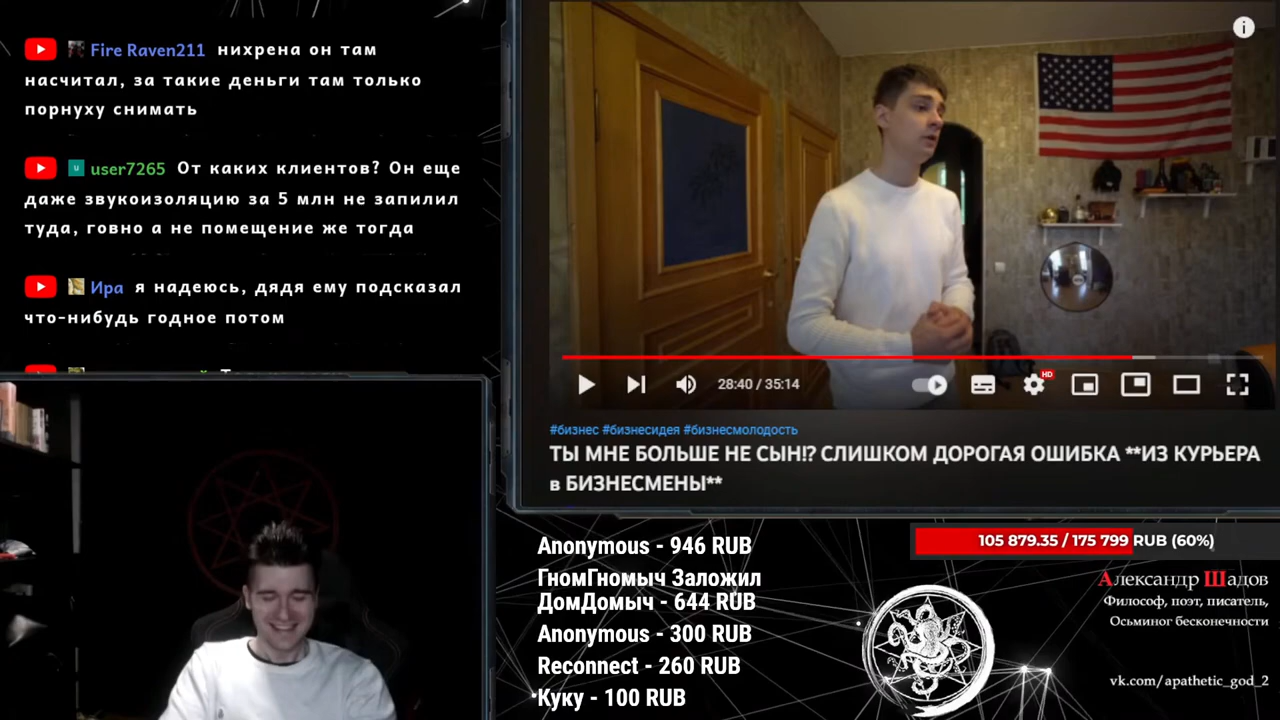 Fire Raven211 нихрена он там
насчитал, за такие деньги там только
порнуху снимать
u user7265 От каких клиентов? Он еще
даже звукоизоляцию за 5 млн не запилил
туда, говно а не помещение же тогда
Ира я надеюсь, дядя ему подсказал
что-нибудь годное потом
28:40 / 35:14
HD
#бизнес #бизнесидея #бизнесмолодость
ТЫ МНЕ БОЛЬШЕ НЕ СЫН!? СЛИШКОМ ДОРОГАЯ ОШИБКА **ИЗ КУРЬЕРА
в БИЗНЕСМЕНЫ**
Anonymous - 946 RUB
ГномГномыч Заложил
ДомДомыч - 644 RUB
Anonymous - 300 RUB
Reconnect - 260 RUB
Куку - 100 RUB
105 879.35 / 175 799 RUB (60%)
Александр Шадов
Философ, поэт, писатель,
Осьминог бесконечности
vk.com/apathetic_god_2